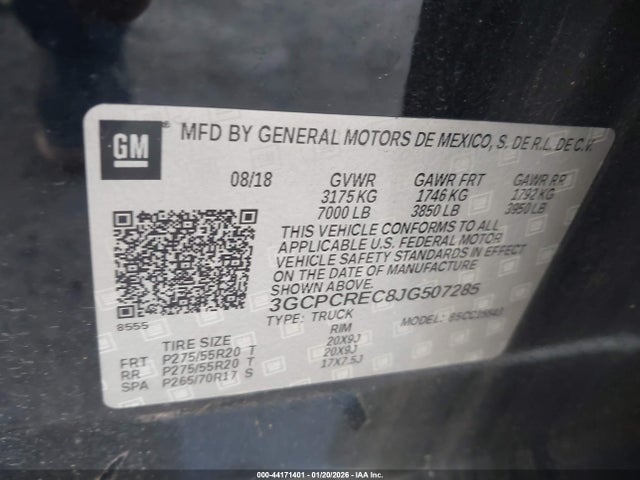 GM
MFD BY GENERAL MOTORS DE MEXICO, S. DE R.L. DE C.V.
08/18 GVWR GAWR FRT GAWR RR
3175 KG 1746 KG 1792 KG
7000 LB 3850 LB 3950 LB
THIS VEHICLE CONFORMS TO ALL
APPLICABLE U.S. FEDERAL MOTOR
VEHICLE SAFETY STANDARDS IN EFFECT
ON THE DATE OF MANUFACTURE
SHOWN ABOVE.
3GCPCREC8JG507285
8555
TYPE: TRUCK MODEL:
TIRE SIZE RIM
FRT P275/55R20 T 20X9J
RR P275/55R20 T 20X9J
SPA P265/70R17 S 17X7.5J
000-44171401 | 01/20/2026 - IAA Inc.